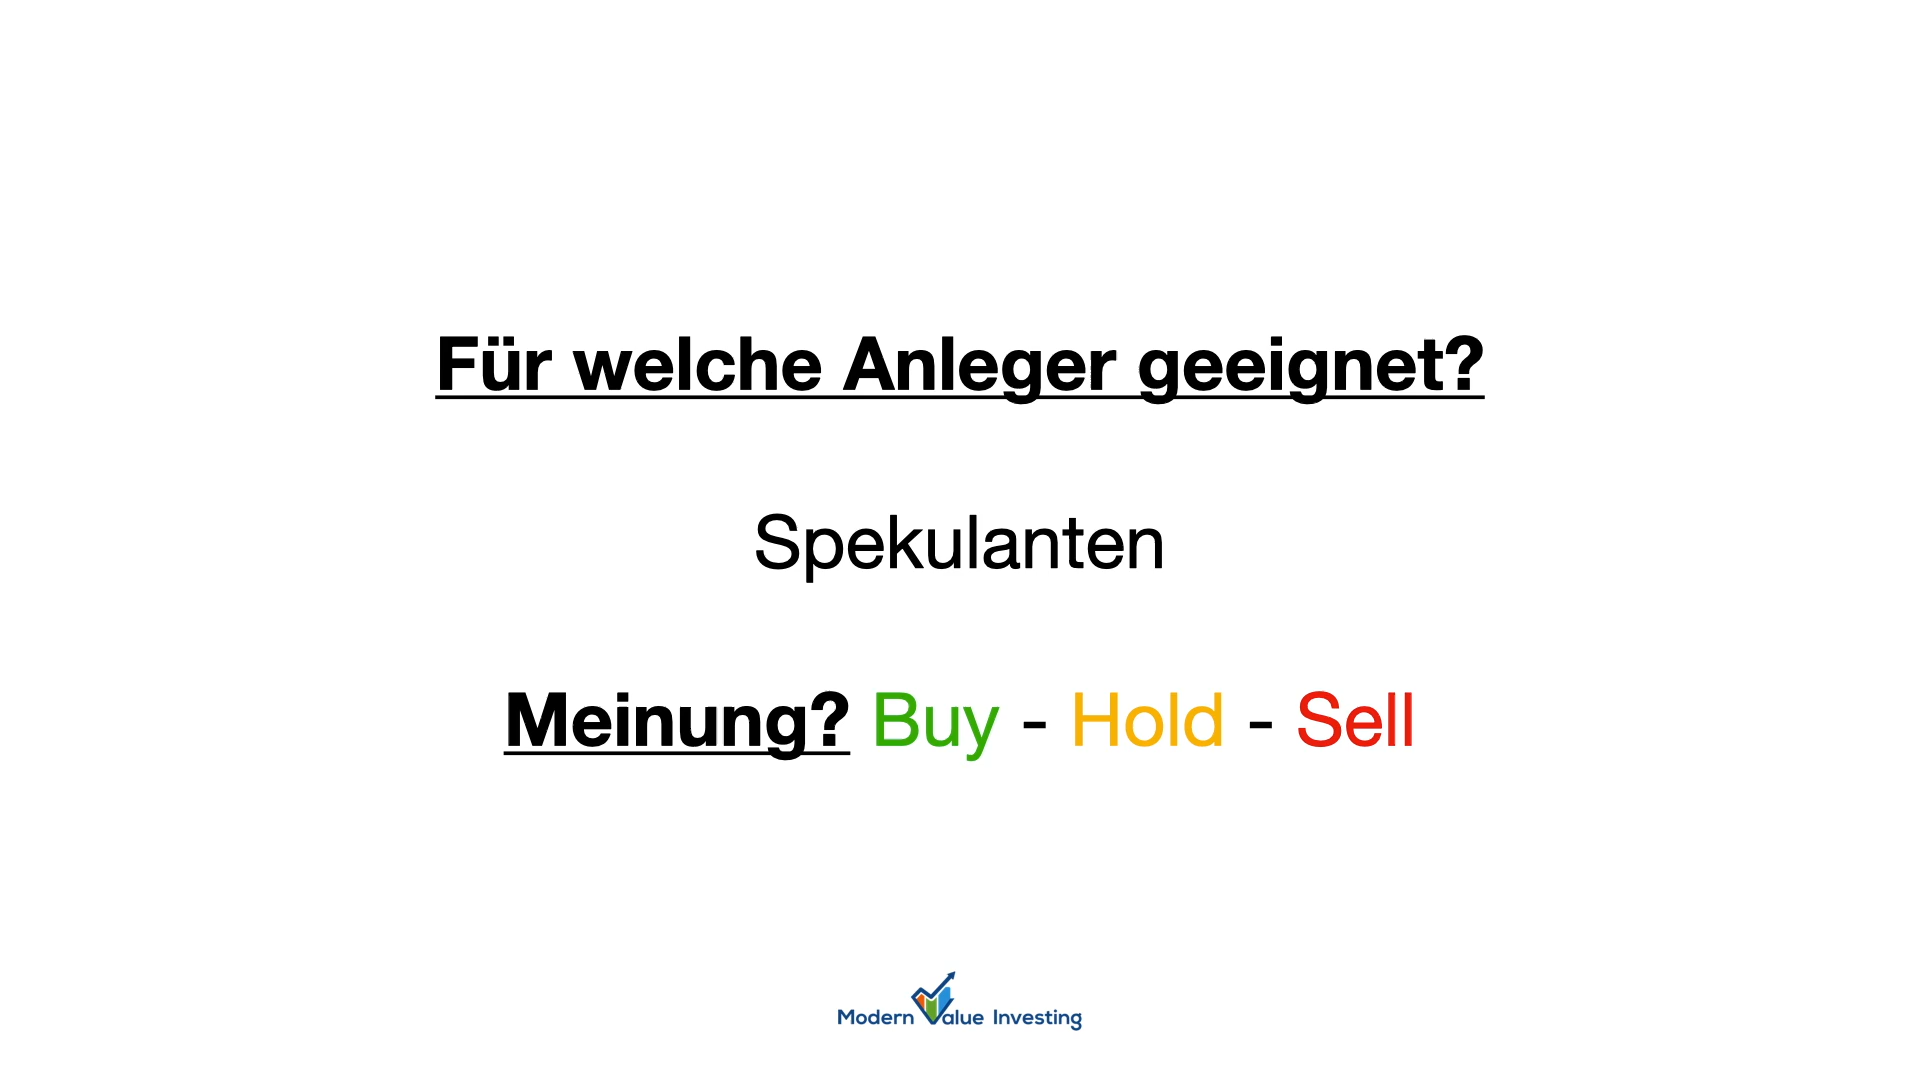 Für welche Anleger geeignet?
Spekulanten
Meinung? Buy - Hold - Sell
Modern Value Investing